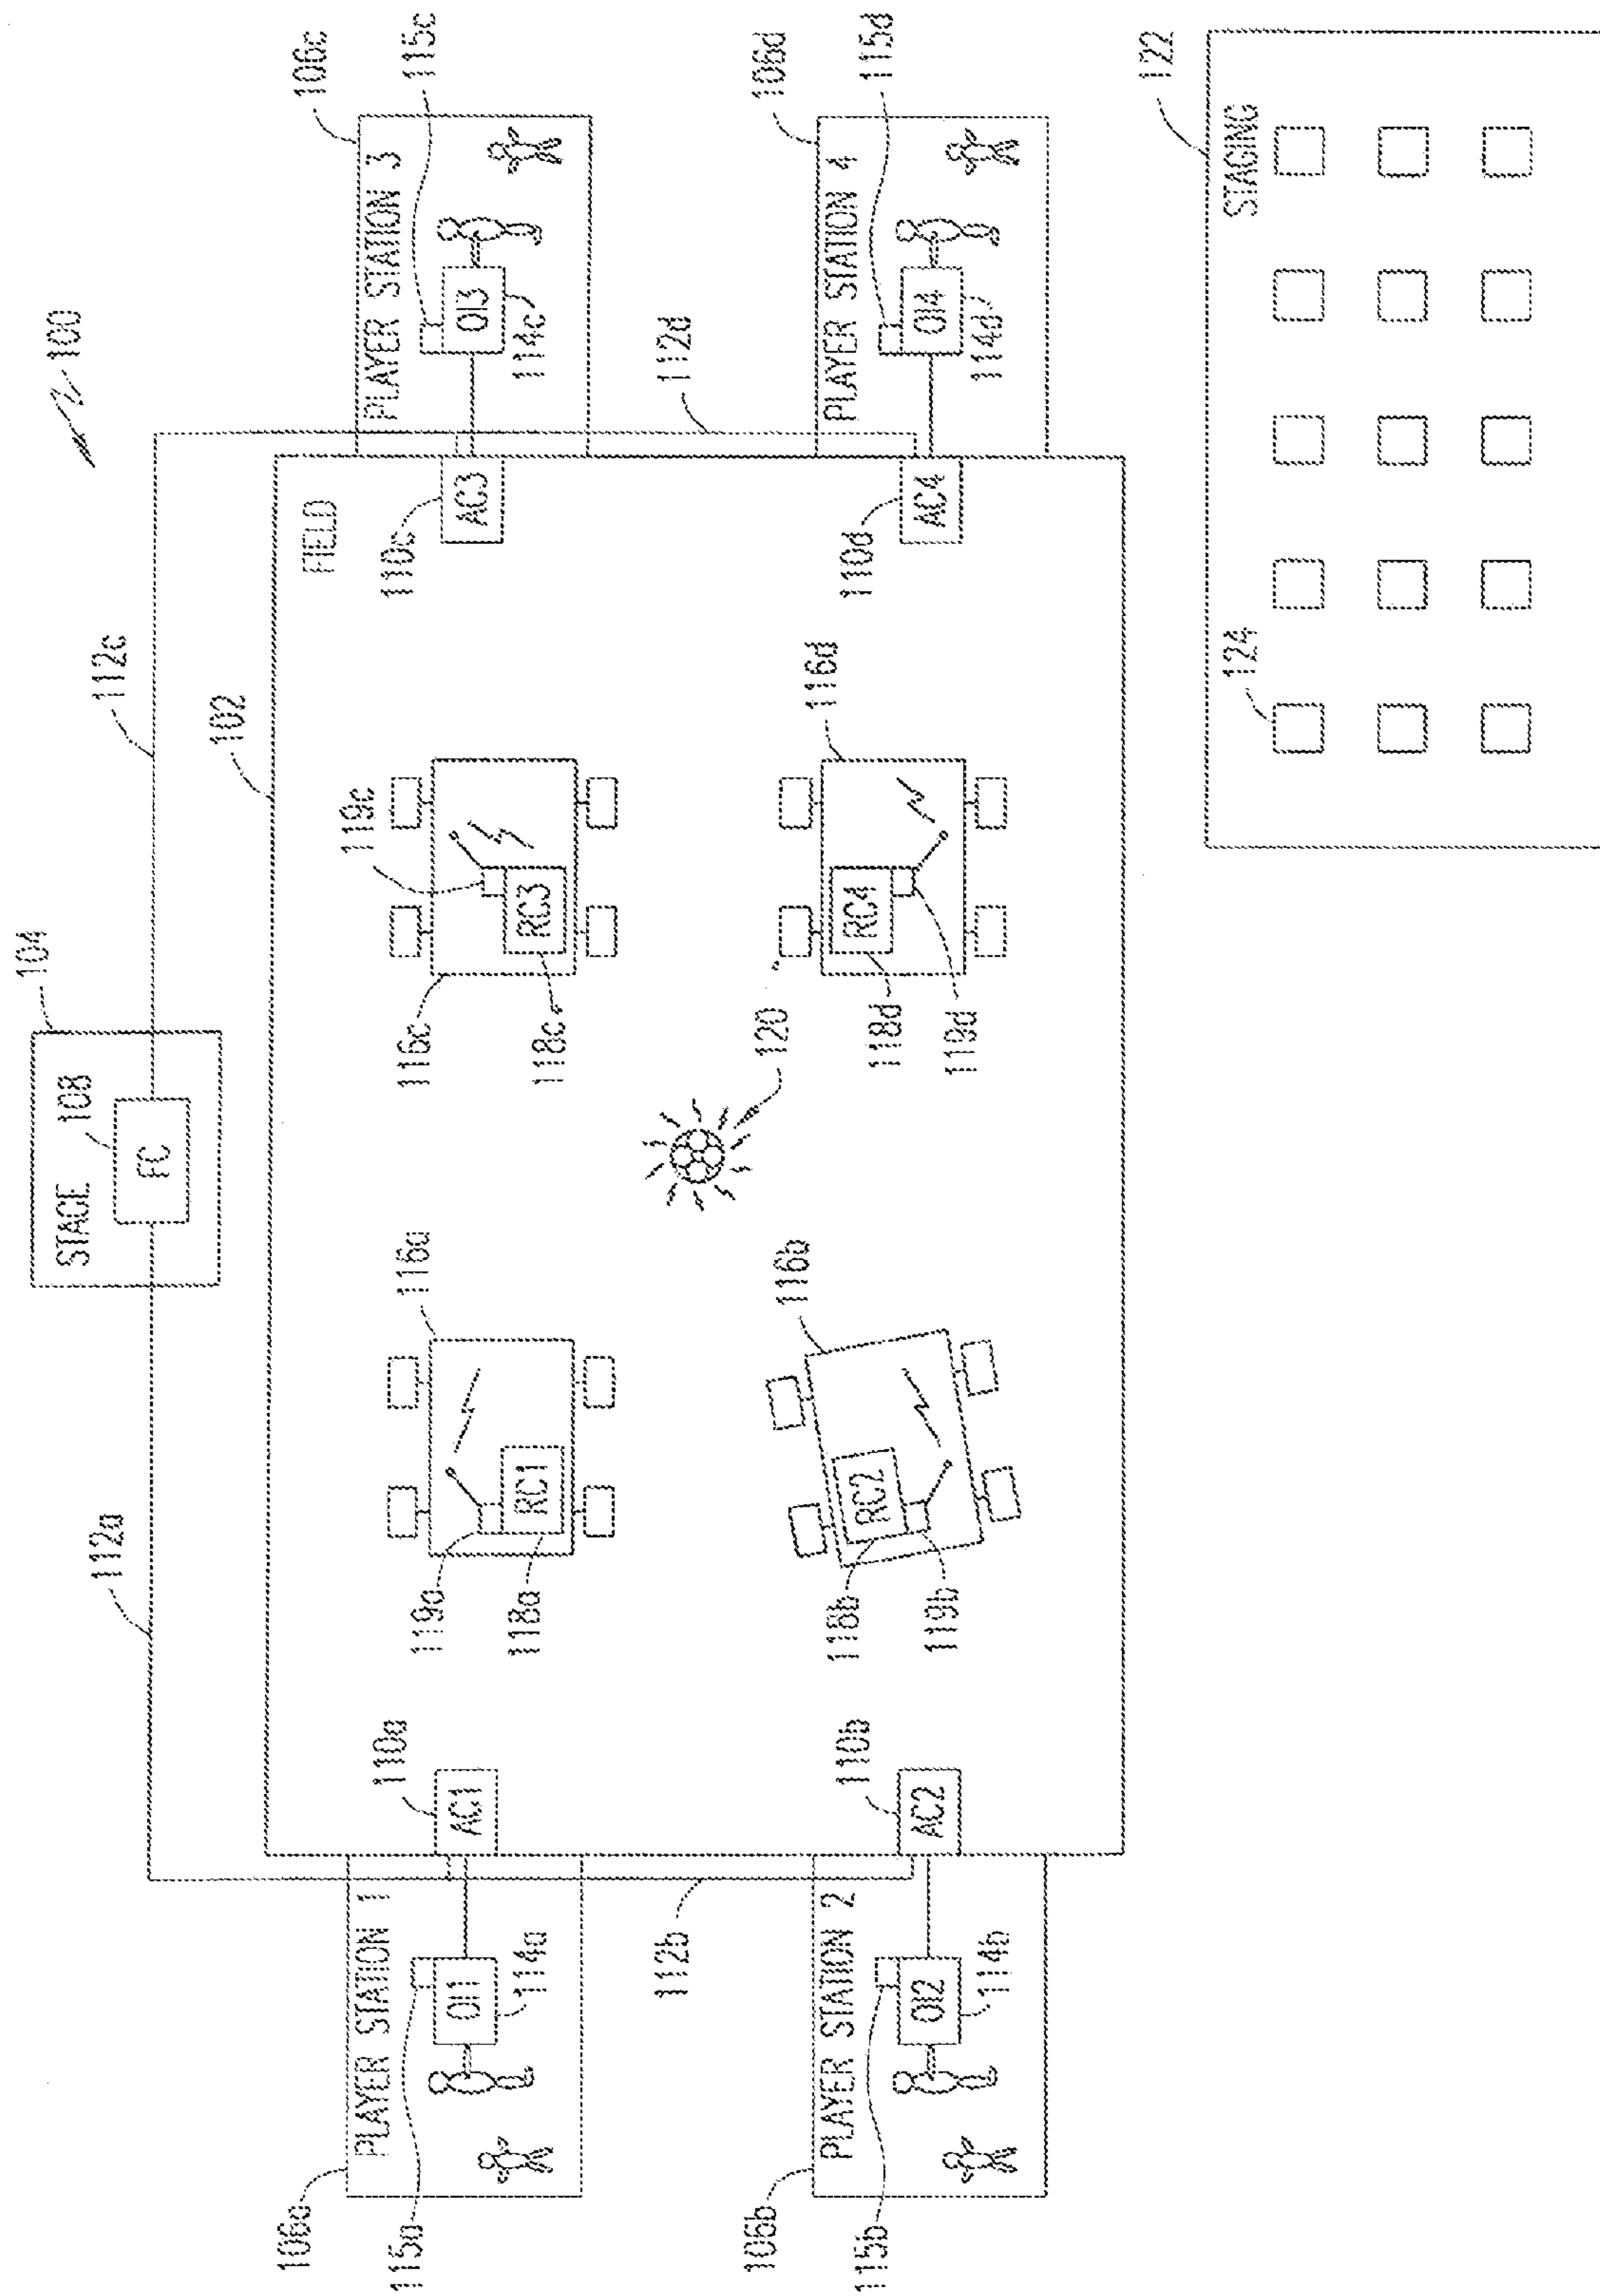 100
104
STAGE
108
FC
112a
112c
102
FIELD
106a
PLAYER STATION 1
115a
OI1
114a
110a
AC1
116a
119a
RC1
118a
116c
119c
RC3
118c
110c
AC3
106c
PLAYER STATION 3
115c
OI3
114c
112b
112d
120
106b
PLAYER STATION 2
115b
OI2
114b
110b
AC2
116b
RC2
118b
119b
116d
RC4
118d
119d
110d
AC4
106d
PLAYER STATION 4
115d
OI4
114d
122
STAGING
124